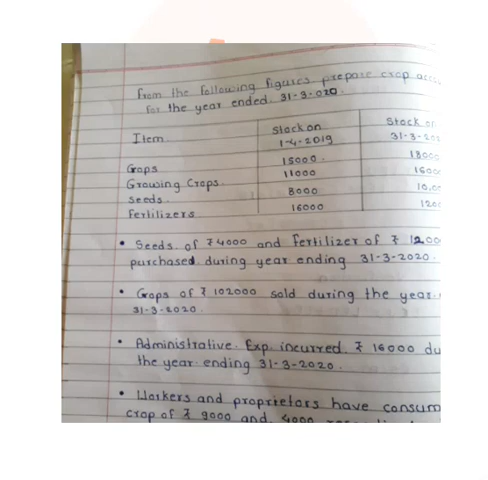 From the following figures prepare crop
for the year ended. 31-3-020.
Item Stock on 1-4-2019 Stock on
Crops 15000. 18000
Growing Crops. 11000 16000
Seeds. 8000
Fertilizers 16000
• Seeds of ₹4000 and Fertilizer of ₹
purchased during year ending 31-3-2020.
• Crops of ₹ 102000 sold during the year
31-3-2020.
• Administrative. Exp. incurred. ₹ 16000
the year ending 31-3-2020.
• Workers and proprietors have
crop of ₹ 9000 and 4000